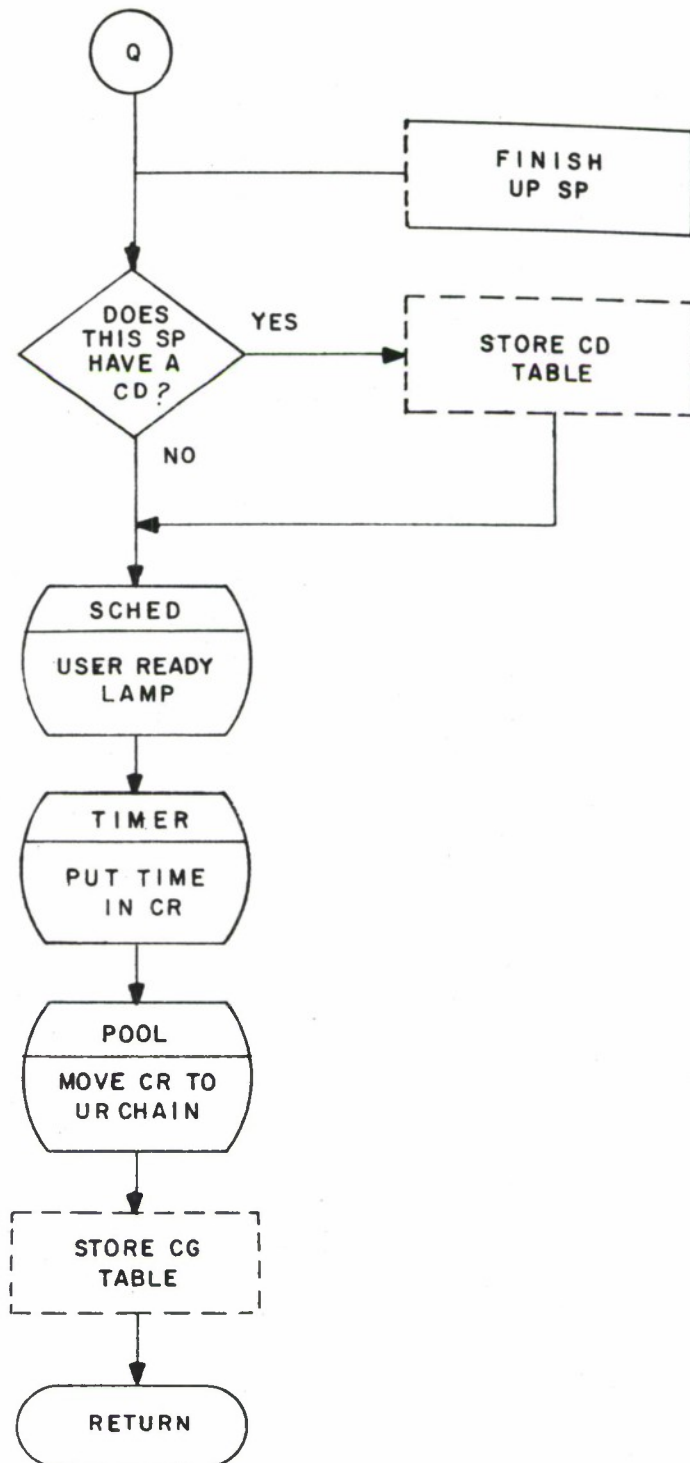 Q
FINISH
UP SP
DOES
THIS SP
HAVE A
CD?
YES
STORE CD
TABLE
NO
SCHED
USER READY
LAMP
TIMER
PUT TIME
IN CR
POOL
MOVE CR TO
UR CHAIN
STORE CG
TABLE
RETURN